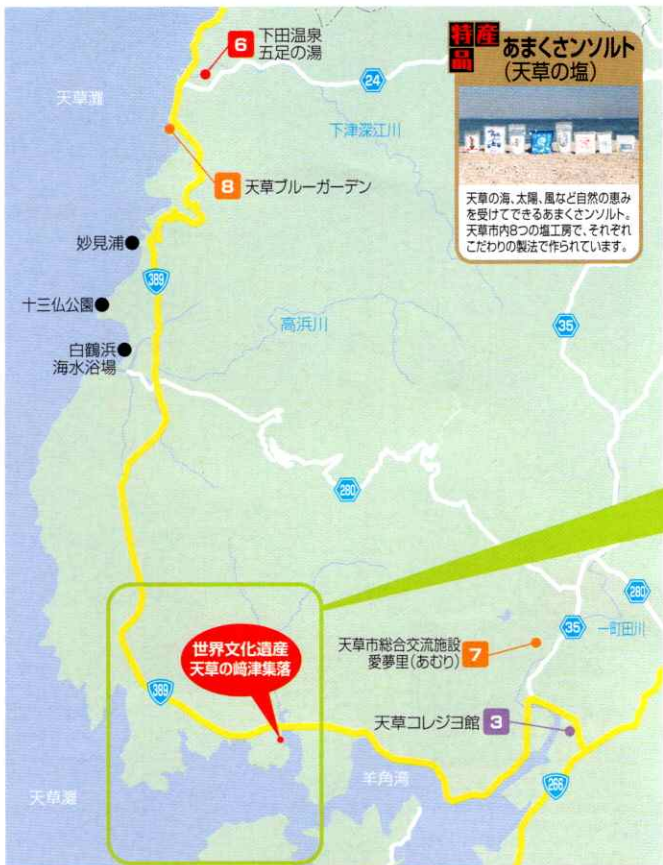 6
下田温泉
五足の湯
24
特産品
あまくさンソルト
(天草の塩)
天草の海、太陽、風など自然の恵み
を受けてできるあまくさンソルト。
天草市内8つの塩工房で、それぞれ
こだわりの製法で作られています。
天草灘
下津深江川
8
天草ブルーガーデン
妙見浦
389
十三仏公園
高浜川
35
白鶴浜
海水浴場
280
280
世界文化遺産
天草の﨑津集落
天草市総合交流施設
愛夢里(あむり)
7
35
一町田川
389
天草コレジヨ館
3
羊角湾
266
天草灘